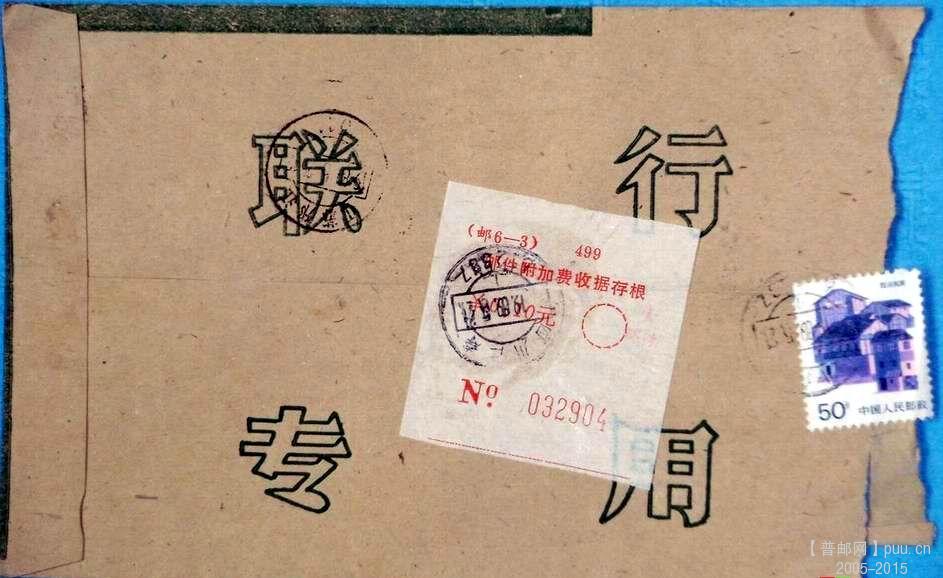 联 行
专 用
(邮6—3) 499
邮件附加费收据存根
元
No. 032904
537
50分 中国人民邮政
【普邮网】puu.cn
2005-2015